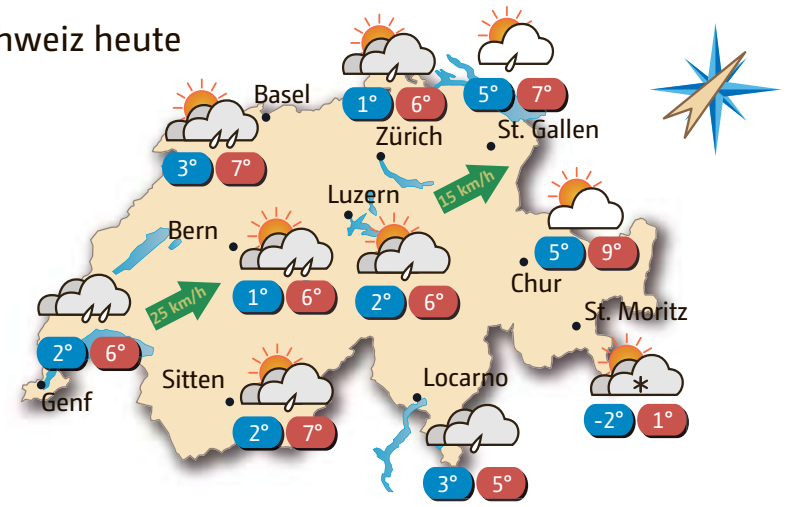 hweiz heute
1° 6°
5° 7°
Basel
Zürich
St. Gallen
3° 7°
15 km/h
Luzern
Bern
5° 9°
Chur
1° 6°
2° 6°
25 km/h
St. Moritz
2° 6°
Sitten
Locarno
Genf
-2° 1°
2° 7°
3° 5°